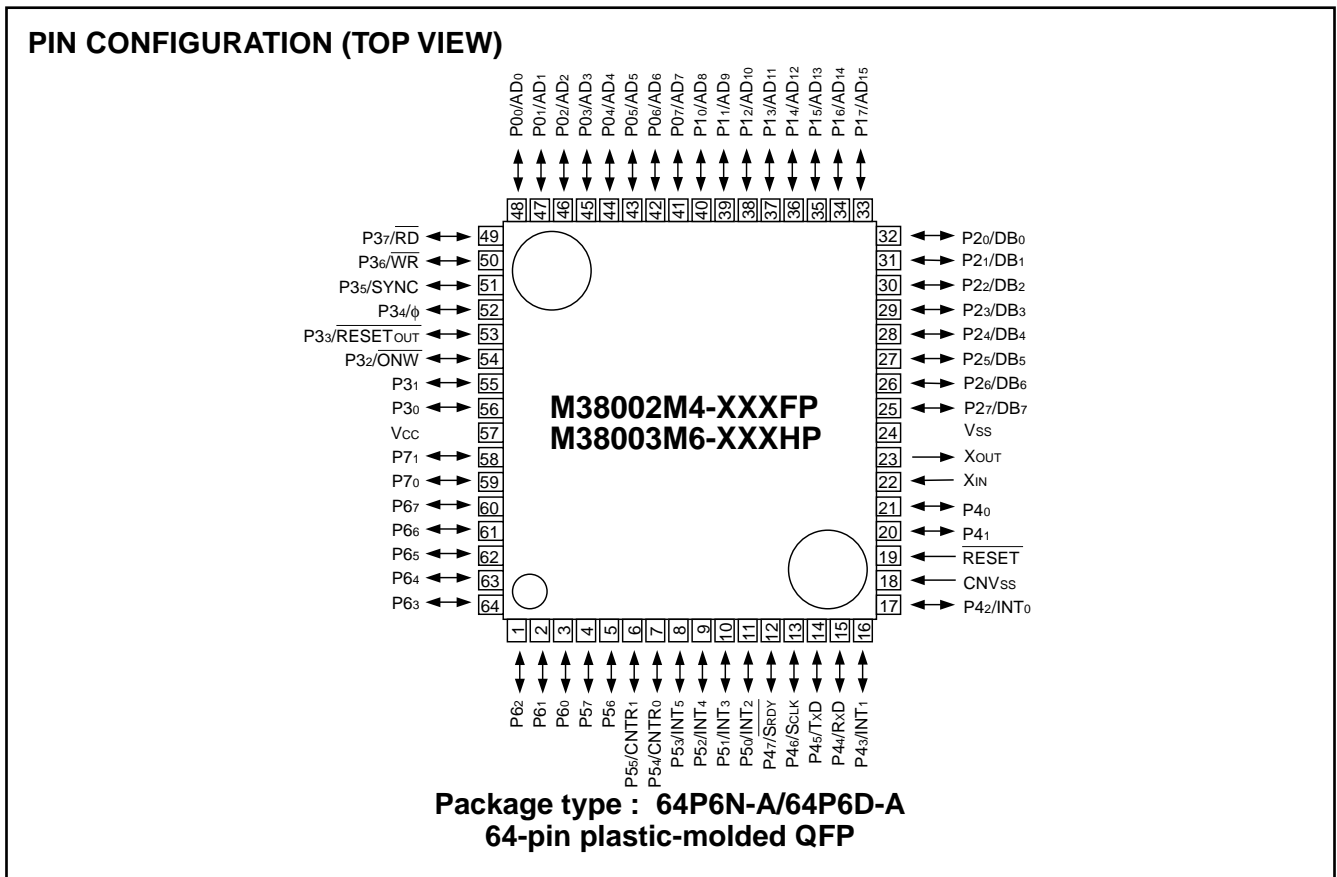 PIN CONFIGURATION (TOP VIEW)
P00/AD0
P01/AD1
P02/AD2
P03/AD3
P04/AD4
P05/AD5
P06/AD6
P07/AD7
P10/AD8
P11/AD9
P12/AD10
P13/AD11
P14/AD12
P15/AD13
P16/AD14
P17/AD15
48 47 46 45 44 43 42 41 40 39 38 37 36 35 34 33
P37/RD 49
P36/WR 50
P35/SYNC 51
P34/ϕ 52
P33/RESETOUT 53
P32/ONW 54
P31 55
P30 56
VCC 57
P71 58
P70 59
P67 60
P66 61
P65 62
P64 63
P63 64
M38002M4-XXXFP
M38003M6-XXXHP
32 P20/DB0
31 P21/DB1
30 P22/DB2
29 P23/DB3
28 P24/DB4
27 P25/DB5
26 P26/DB6
25 P27/DB7
24 VSS
23 XOUT
22 XIN
21 P40
20 P41
19 RESET
18 CNVSS
17 P42/INT0
1 2 3 4 5 6 7 8 9 10 11 12 13 14 15 16
P62
P61
P60
P57
P56
P55/CNTR1
P54/CNTR0
P53/INT5
P52/INT4
P51/INT3
P50/INT2
P47/SRDY
P46/SCLK
P45/TXD
P44/RXD
P43/INT1
Package type : 64P6N-A/64P6D-A
64-pin plastic-molded QFP